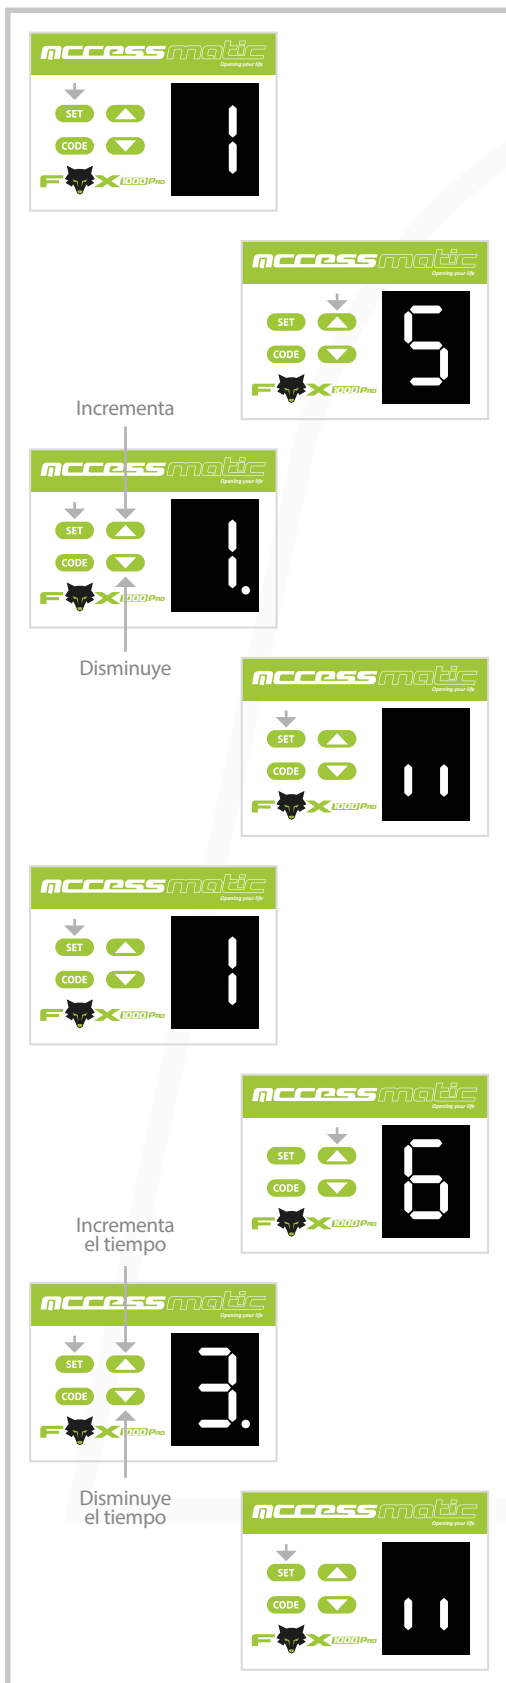 accessmatic
Opening your life
SET
CODE
FOX 1000 PRO
1
accessmatic
Opening your life
SET
CODE
FOX 1000 PRO
5
Incrementa
accessmatic
Opening your life
SET
CODE
FOX 1000 PRO
1.
Disminuye
accessmatic
Opening your life
SET
CODE
FOX 1000 PRO
11
accessmatic
Opening your life
SET
CODE
FOX 1000 PRO
1
accessmatic
Opening your life
SET
CODE
FOX 1000 PRO
6
Incrementa
el tiempo
accessmatic
Opening your life
SET
CODE
FOX 1000 PRO
3.
Disminuye
el tiempo
accessmatic
Opening your life
SET
CODE
FOX 1000 PRO
11